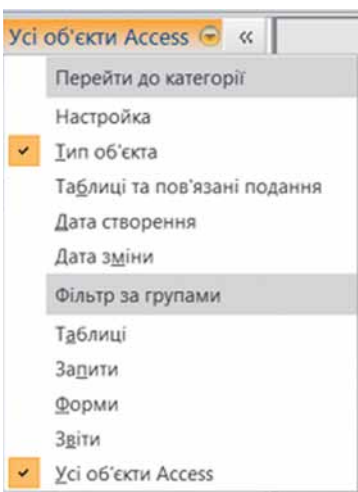 Усі об'єкти Access «
Перейти до категорії
Настройка
Тип об'єкта
Таблиці та пов'язані подання
Дата створення
Дата зміни
Фільтр за групами
Таблиці
Запити
Форми
Звіти
Усі об'єкти Access